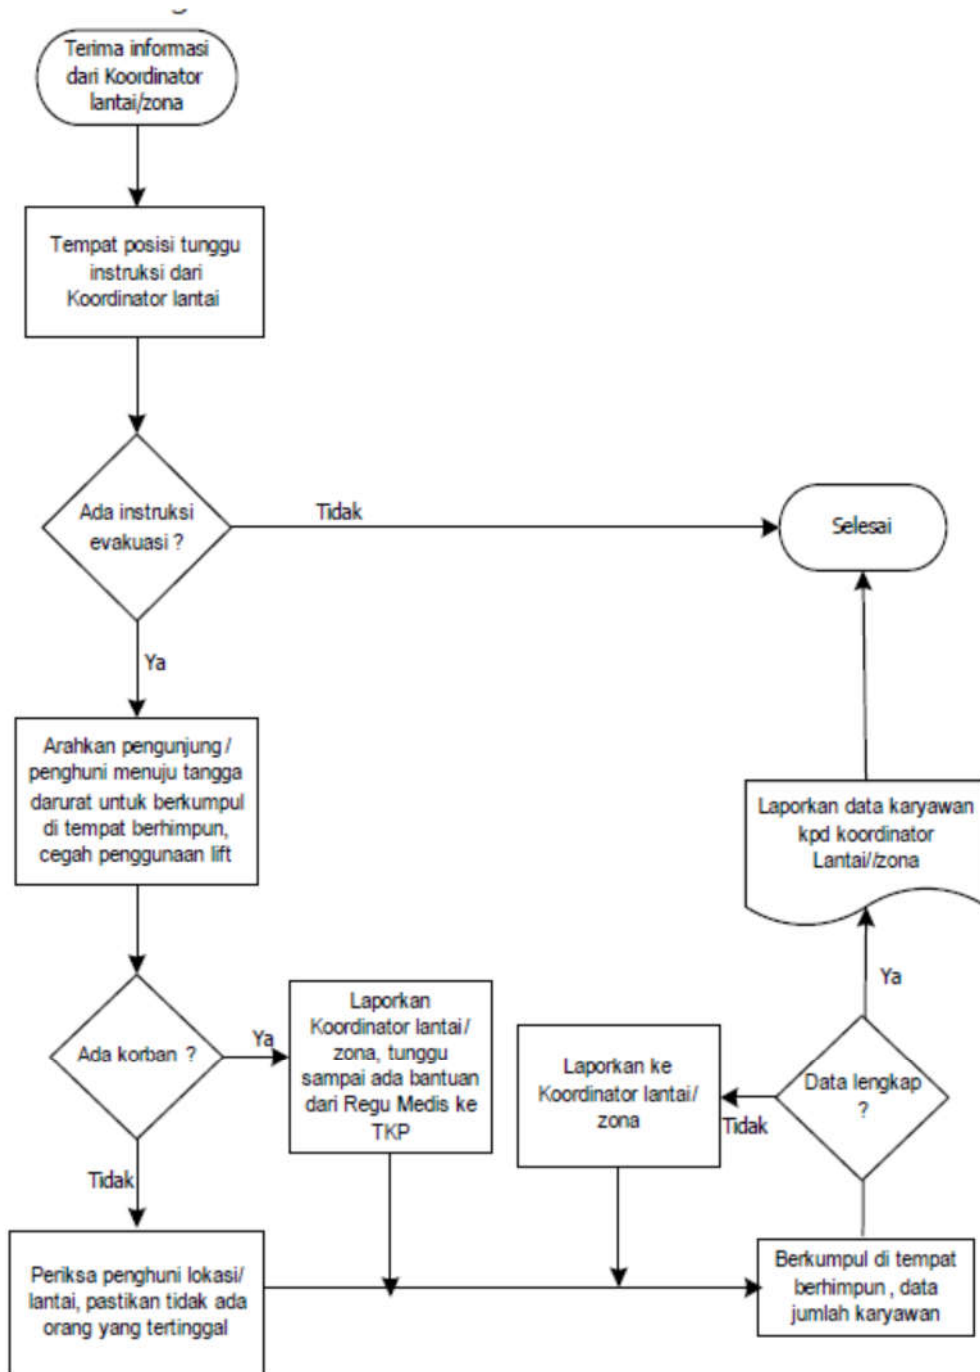 Terima informasi
dari Koordinator
lantai/zona
Tempat posisi tunggu
instruksi dari
Koordinator lantai
Ada instruksi
evakuasi ?
Tidak
Selesai
Ya
Arahkan pengunjung /
penghuni menuju tangga
darurat untuk berkumpul
di tempat berhimpun,
cegah penggunaan lift
Laporkan data karyawan
kpd koordinator
Lantai//zona
Ya
Ada korban ?
Ya
Laporkan
Koordinator lantai/
zona, tunggu
sampai ada bantuan
dari Regu Medis ke
TKP
Laporkan ke
Koordinator lantai/
zona
Data lengkap
?
Tidak
Tidak
Periksa penghuni lokasi/
lantai, pastikan tidak ada
orang yang tertinggal
Berkumpul di tempat
berhimpun , data
jumlah karyawan